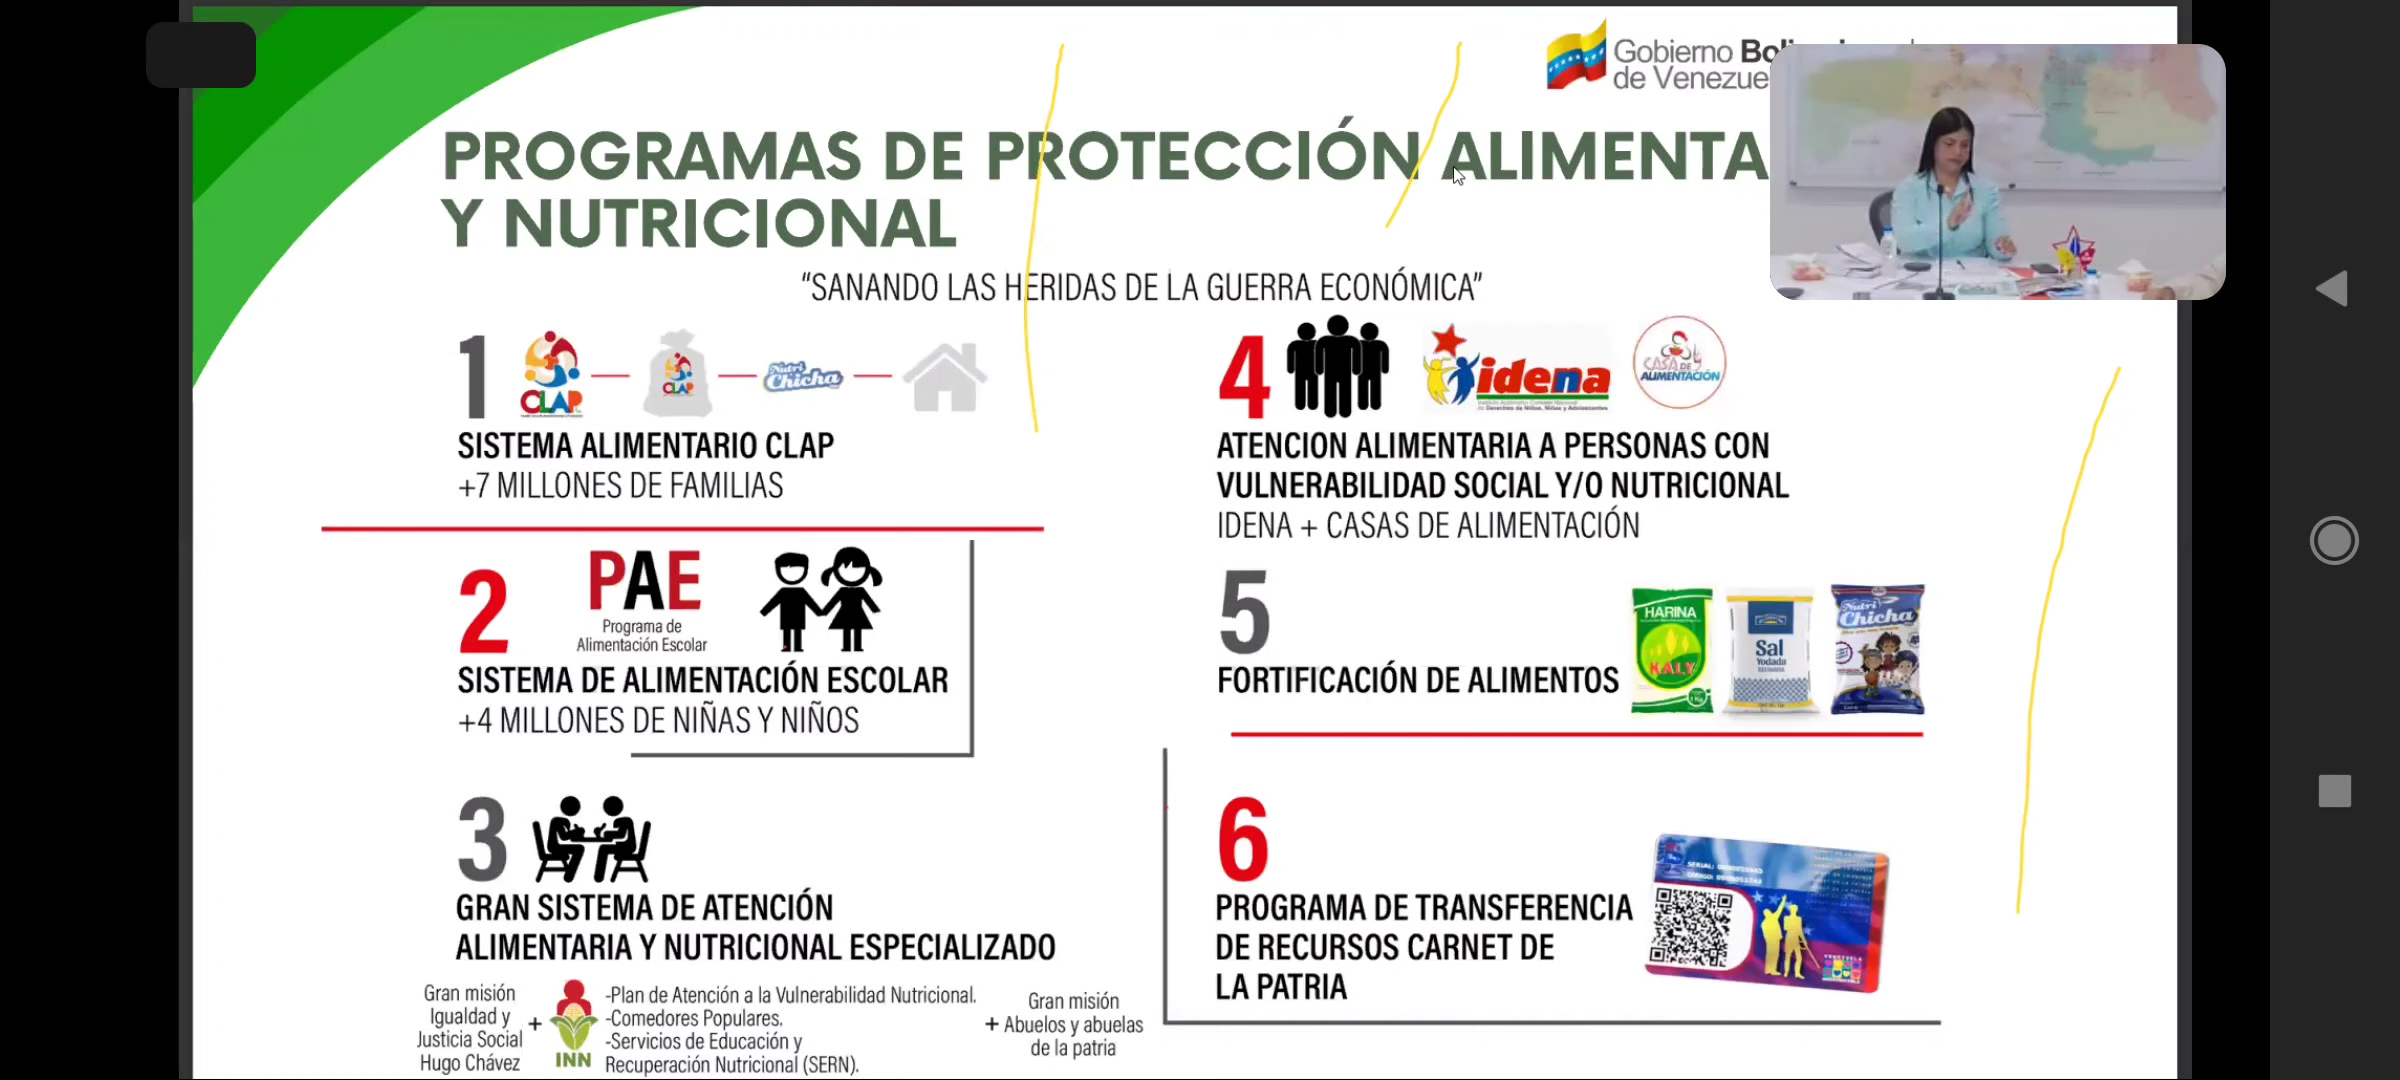 Gobierno
de Venezue
PROGRAMAS DE PROTECCIÓN ALIMENTA
Y NUTRICIONAL
“SANANDO LAS HERIDAS DE LA GUERRA ECONÓMICA”
1
CLAP
CLAP
Nutri
Chicha
SISTEMA ALIMENTARIO CLAP
+7 MILLONES DE FAMILIAS
2
PAE
Programa de
Alimentación Escolar
SISTEMA DE ALIMENTACIÓN ESCOLAR
+4 MILLONES DE NIÑAS Y NIÑOS
3
GRAN SISTEMA DE ATENCIÓN
ALIMENTARIA Y NUTRICIONAL ESPECIALIZADO
Gran misión
Igualdad y
Justicia Social
Hugo Chávez
+
INN
-Plan de Atención a la Vulnerabilidad Nutricional.
-Comedores Populares.
-Servicios de Educación y
Recuperación Nutricional (SERN).
Gran misión
+ Abuelos y abuelas
de la patria
4
idena
CASA DE
ALIMENTACIÓN
ATENCION ALIMENTARIA A PERSONAS CON
VULNERABILIDAD SOCIAL Y/O NUTRICIONAL
IDENA + CASAS DE ALIMENTACIÓN
5
FORTIFICACIÓN DE ALIMENTOS
HARINA
KALY
Sal
Yodada
Nutri
Chicha
6
PROGRAMA DE TRANSFERENCIA
DE RECURSOS CARNET DE
LA PATRIA